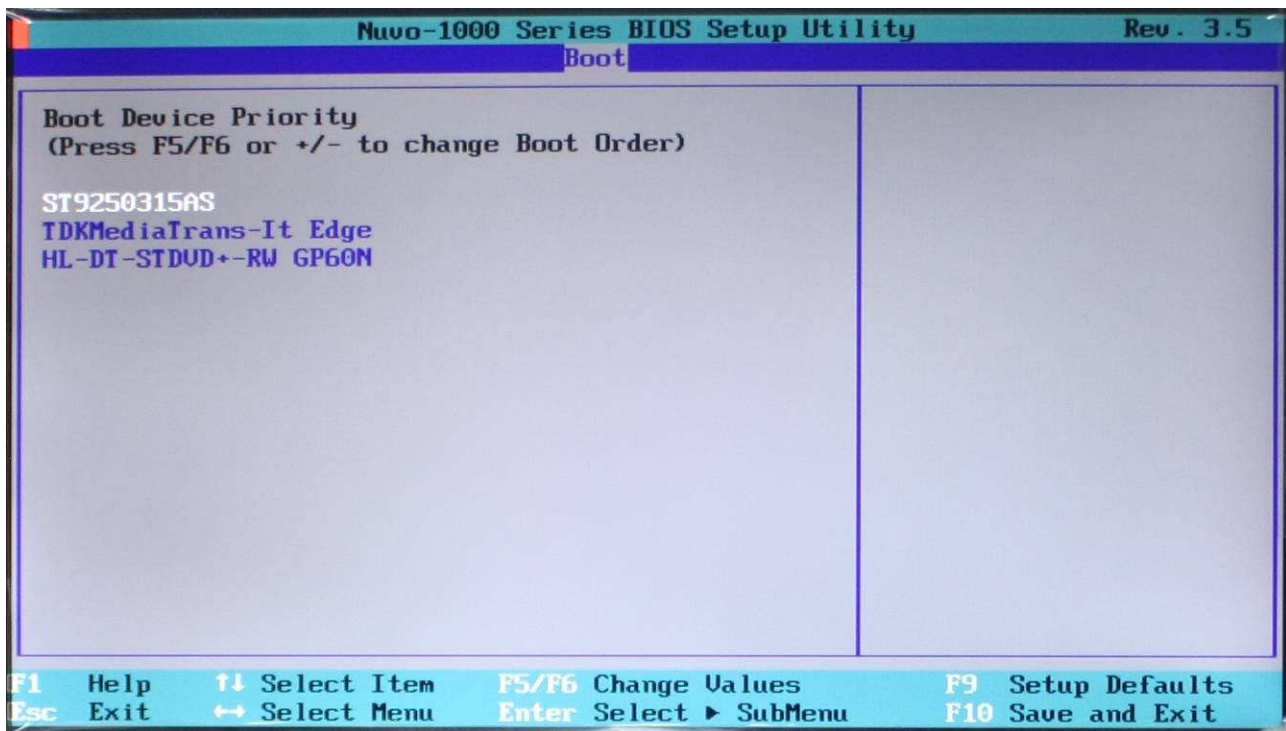 Nuvo-1000 Series BIOS Setup Utility Rev. 3.5
Boot
Boot Device Priority
(Press F5/F6 or +/- to change Boot Order)
ST9250315AS
TDKMediaTrans-It Edge
HL-DT-STDVD+-RW GP60N
F1 Help ↑↓ Select Item F5/F6 Change Values F9 Setup Defaults
Esc Exit ↔ Select Menu Enter Select ▶ SubMenu F10 Save and Exit